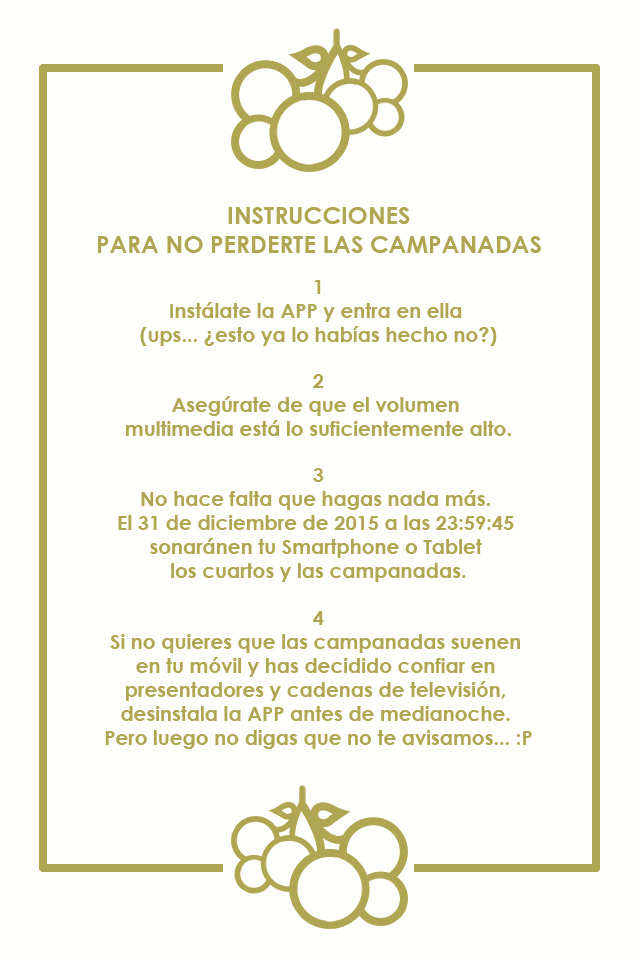 INSTRUCCIONES
PARA NO PERDERTE LAS CAMPANADAS
1
Instálate la APP y entra en ella
(ups... ¿esto ya lo habías hecho no?)
2
Asegúrate de que el volumen
multimedia está lo suficientemente alto.
3
No hace falta que hagas nada más.
El 31 de diciembre de 2015 a las 23:59:45
sonaránen tu Smartphone o Tablet
los cuartos y las campanadas.
4
Si no quieres que las campanadas suenen
en tu móvil y has decidido confiar en
presentadores y cadenas de televisión,
desinstala la APP antes de medianoche.
Pero luego no digas que no te avisamos... :P